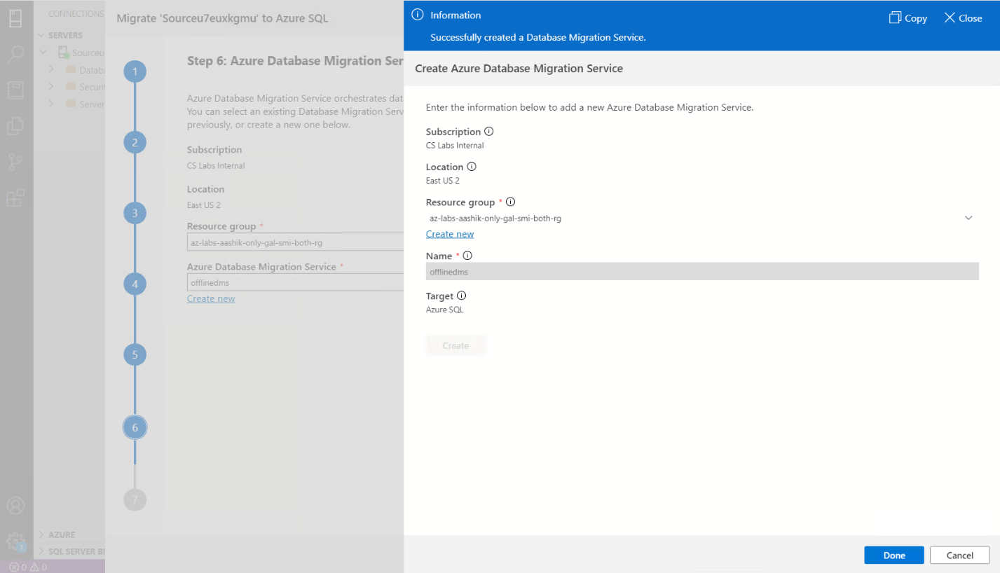 CONNECTIONS
SERVERS
Sourceu
Databa
Securit
Server
AZURE
SQL SERVER BI
0 0
1
Migrate 'Sourceu7euxkgmu' to Azure SQL
1
2
3
4
5
6
7
Step 6: Azure Database Migration Ser
Azure Database Migration Service orchestrates dat
You can select an existing Database Migration Serv
previously, or create a new one below.
Subscription
CS Labs Internal
Location
East US 2
Resource group *
az-labs-aashik-only-gal-smi-both-rg
Azure Database Migration Service *
offlinedms
Create new
Information
Copy
Close
Successfully created a Database Migration Service.
Create Azure Database Migration Service
Enter the information below to add a new Azure Database Migration Service.
Subscription
CS Labs Internal
Location
East US 2
Resource group *
az-labs-aashik-only-gal-smi-both-rg
Create new
Name *
offlinedms
Target
Azure SQL
Create
Done
Cancel